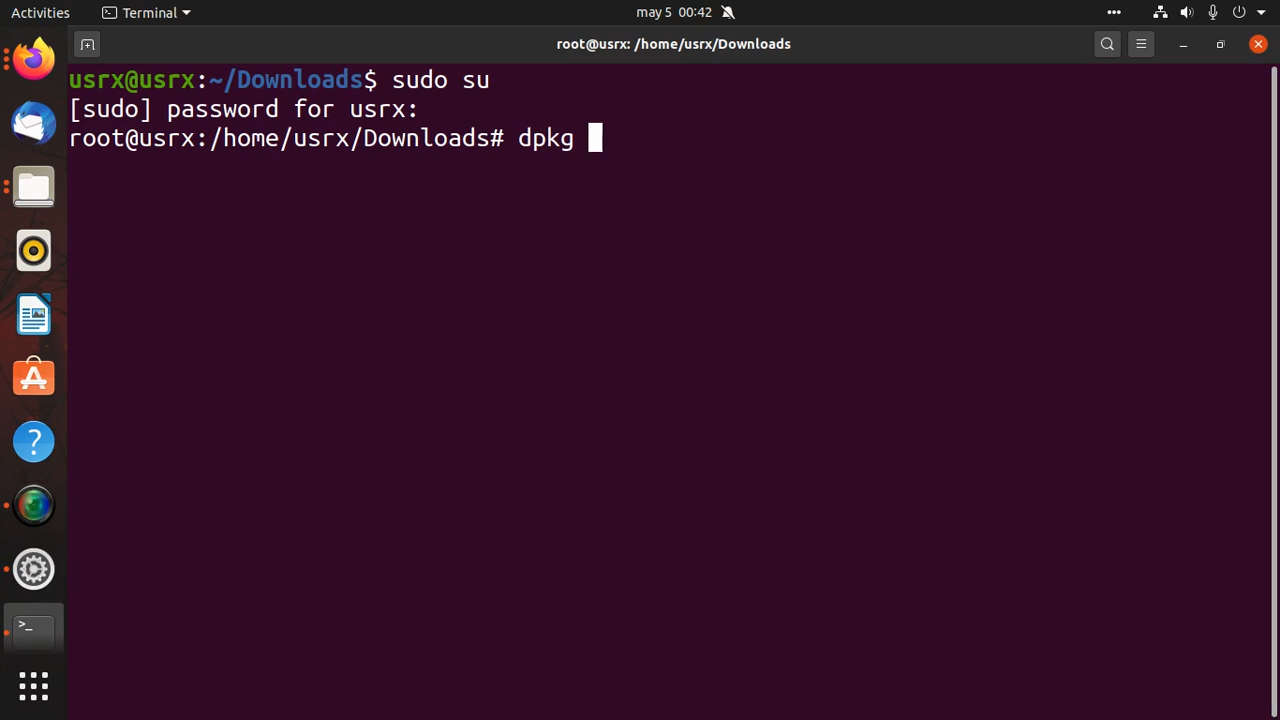 Activities Terminal may 5 00:42
root@usrx: /home/usrx/Downloads
usrx@usrx:~/Downloads$ sudo su
[sudo] password for usrx:
root@usrx:/home/usrx/Downloads# dpkg